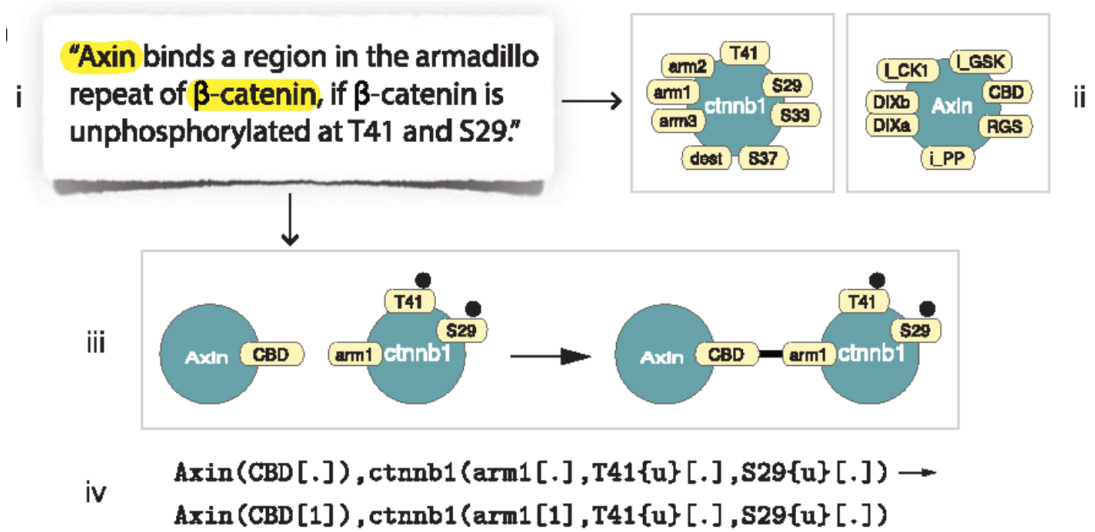 i
“Axin binds a region in the armadillo
repeat of β-catenin, if β-catenin is
unphosphorylated at T41 and S29.”
T41
arm2
S29
arm1
ctnnb1
S33
arm3
dest
S37
I_GSK
I_CK1
CBD
DIXb
Axin
DIXa
RGS
i_PP
ii
iii
Axin
CBD
T41
S29
arm1
ctnnb1
Axin
CBD
T41
S29
arm1
ctnnb1
iv
Axin(CBD[.]),ctnnb1(arm1[.],T41{u}[.],S29{u}[.]) →
Axin(CBD[1]),ctnnb1(arm1[1],T41{u}[.],S29{u}[.])